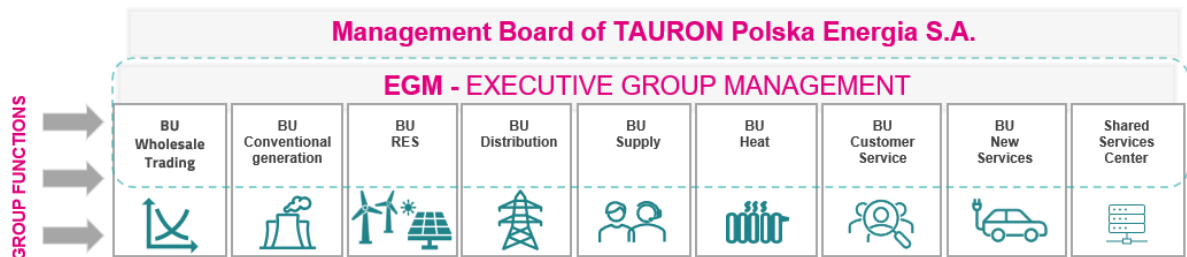 Management Board of TAURON Polska Energia S.A.
EGM - EXECUTIVE GROUP MANAGEMENT
GROUP FUNCTIONS
BU
Wholesale
Trading
BU
Conventional
generation
BU
RES
BU
Distribution
BU
Supply
BU
Heat
BU
Customer
Service
BU
New
Services
Shared
Services
Center